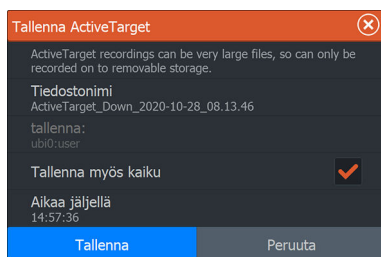 Tallenna ActiveTarget
ActiveTarget recordings can be very large files, so can only be
recorded on to removable storage.
Tiedostonimi
ActiveTarget_Down_2020-10-28_08.13.46
tallenna:
ubi0:user
Tallenna myös kaiku
Aikaa jäljellä
14:57:36
Tallenna
Peruuta